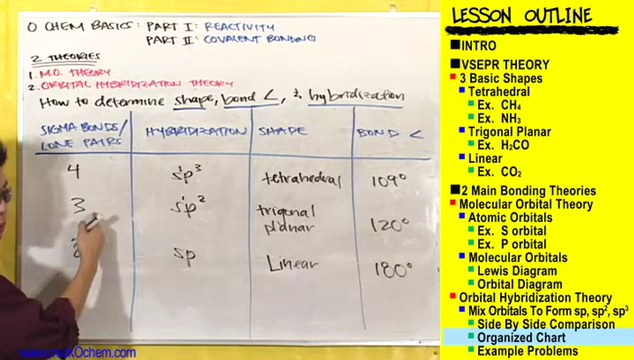 O CHEM BASICS: PART I: REACTIVITY
PART II: COVALENT BONDING
2 THEORIES
1. M.O. THEORY
2. ORBITAL HYBRIDIZATION THEORY
How to determine shape, bond <, & hybridization
SIGMA BONDS/ LONE PAIRS HYBRIDIZATION SHAPE BOND <
4 sp³ tetrahedral 109°
3 sp² trigonal planar 120°
2 sp Linear 180°
LESSON OUTLINE
INTRO
VSEPR THEORY
3 Basic Shapes
Tetrahedral
Ex. CH₄
Ex. NH₃
Trigonal Planar
Ex. H₂CO
Linear
Ex. CO₂
2 Main Bonding Theories
Molecular Orbital Theory
Atomic Orbitals
Ex. S orbital
Ex. P orbital
Molecular Orbitals
Lewis Diagram
Orbital Diagram
Orbital Hybridization Theory
Mix Orbitals To Form sp, sp², sp³
Side By Side Comparison
Organized Chart
Example Problems